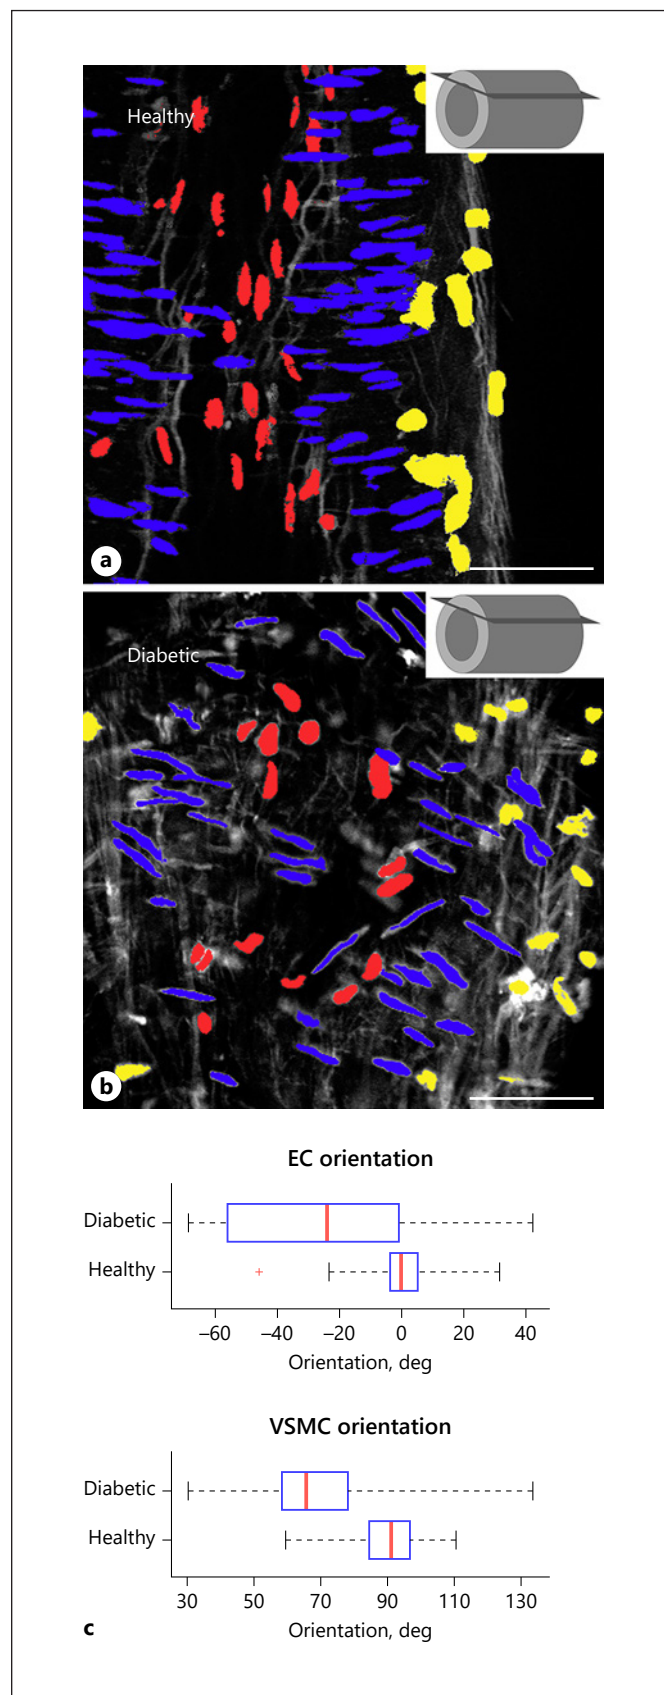 Healthy
a
Diabetic
b
EC orientation
Diabetic
Healthy
–60 –40 –20 0 20 40
Orientation, deg
VSMC orientation
Diabetic
Healthy
30 50 70 90 110 130
Orientation, deg
c